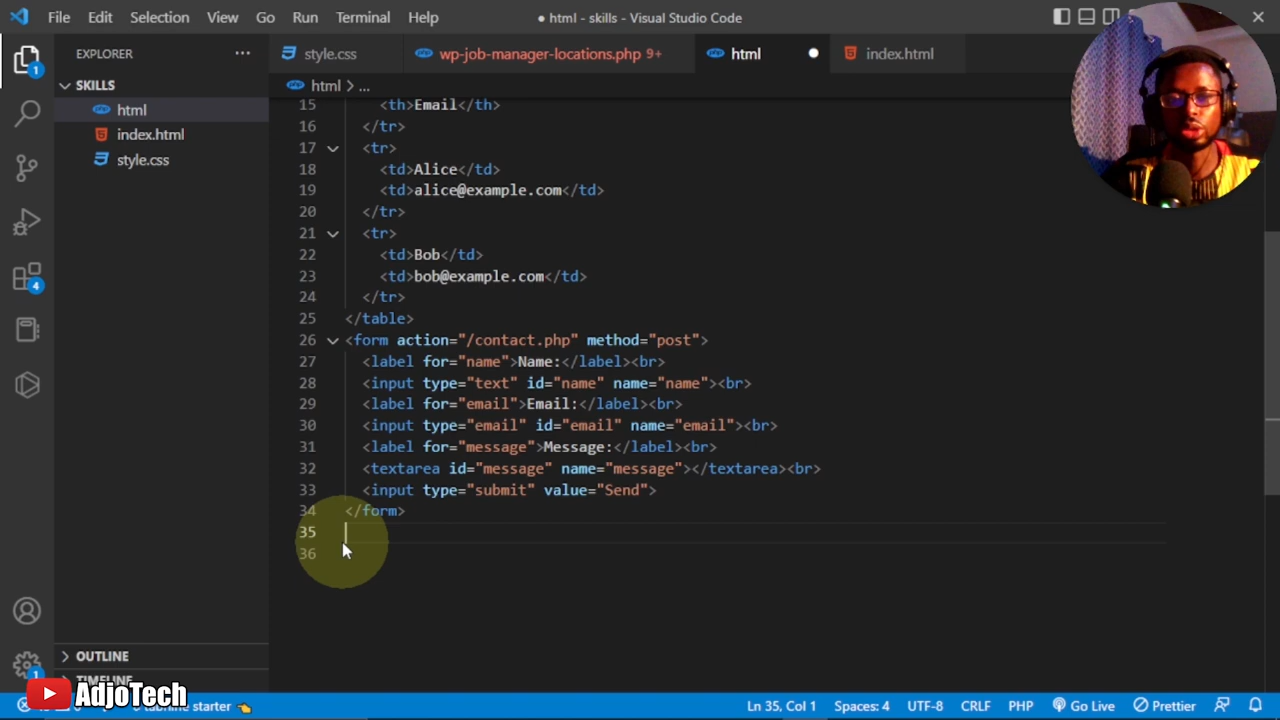 File Edit Selection View Go Run Terminal Help
● html - skills - Visual Studio Code
EXPLORER
style.css
wp-job-manager-locations.php 9+
html
index.html
SKILLS
html
index.html
style.css
html > ...
15 <th>Email</th>
16 </tr>
17 <tr>
18 <td>Alice</td>
19 <td>alice@example.com</td>
20 </tr>
21 <tr>
22 <td>Bob</td>
23 <td>bob@example.com</td>
24 </tr>
25 </table>
26 <form action="/contact.php" method="post">
27 <label for="name">Name:</label><br>
28 <input type="text" id="name" name="name"><br>
29 <label for="email">Email:</label><br>
30 <input type="email" id="email" name="email"><br>
31 <label for="message">Message:</label><br>
32 <textarea id="message" name="message"></textarea><br>
33 <input type="submit" value="Send">
34 </form>
35
36
1
4
1
OUTLINE
TIMELINE
AdjoTech
starter
Ln 35, Col 1 Spaces: 4 UTF-8 CRLF PHP Go Live Prettier